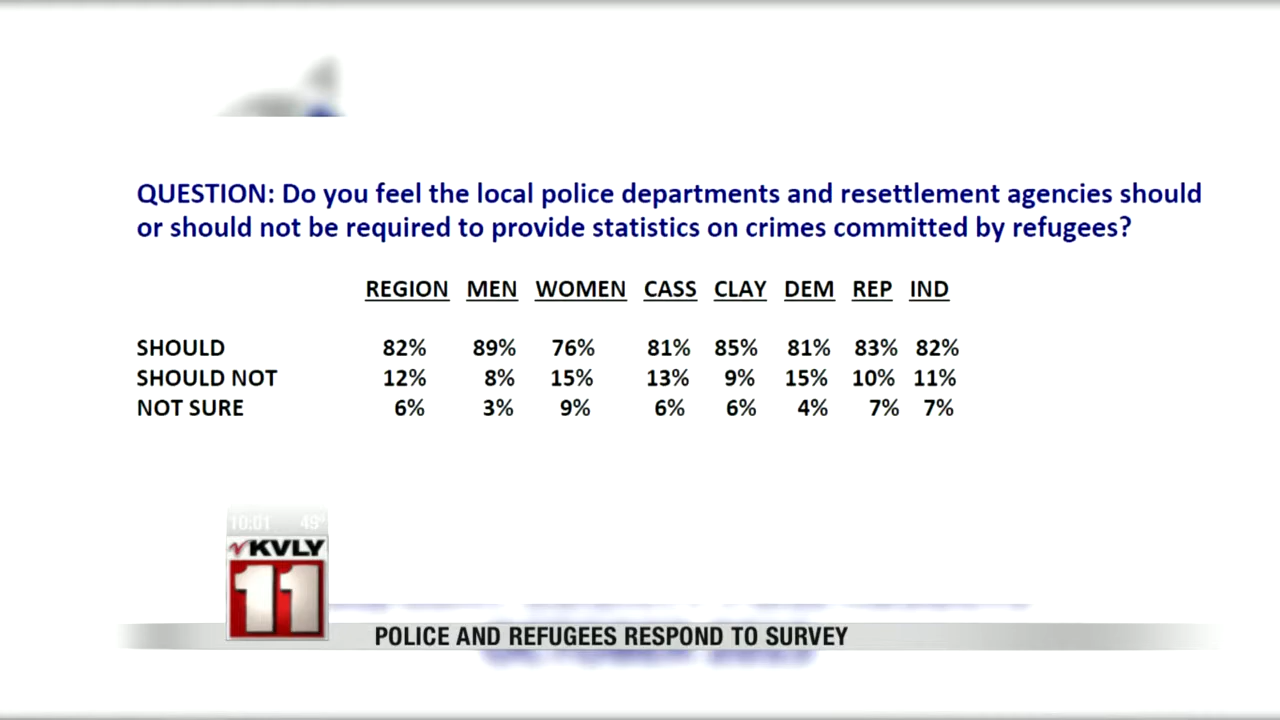 QUESTION: Do you feel the local police departments and resettlement agencies should
or should not be required to provide statistics on crimes committed by refugees?
REGION MEN WOMEN CASS CLAY DEM REP IND
SHOULD 82% 89% 76% 81% 85% 81% 83% 82%
SHOULD NOT 12% 8% 15% 13% 9% 15% 10% 11%
NOT SURE 6% 3% 9% 6% 6% 4% 7% 7%
10:01 49°
KVLY
11
POLICE AND REFUGEES RESPOND TO SURVEY